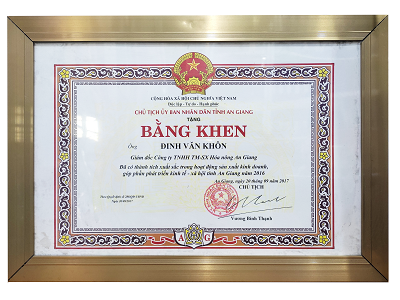 CỘNG HÒA XÃ HỘI CHỦ NGHĨA VIỆT NAM
Độc lập - Tự do - Hạnh phúc
CHỦ TỊCH ỦY BAN NHÂN DÂN TỈNH AN GIANG
TẶNG
BẰNG KHEN
Ông ĐINH VĂN KHÔN
Giám đốc Công ty TNHH TM-SX Hỏa nông An Giang
Đã có thành tích xuất sắc trong hoạt động sản xuất kinh doanh,
góp phần phát triển kinh tế - xã hội tỉnh An Giang năm 2016
An Giang, ngày 20 tháng 09 năm 2017
CHỦ TỊCH
Vương Bình Thạnh
A G